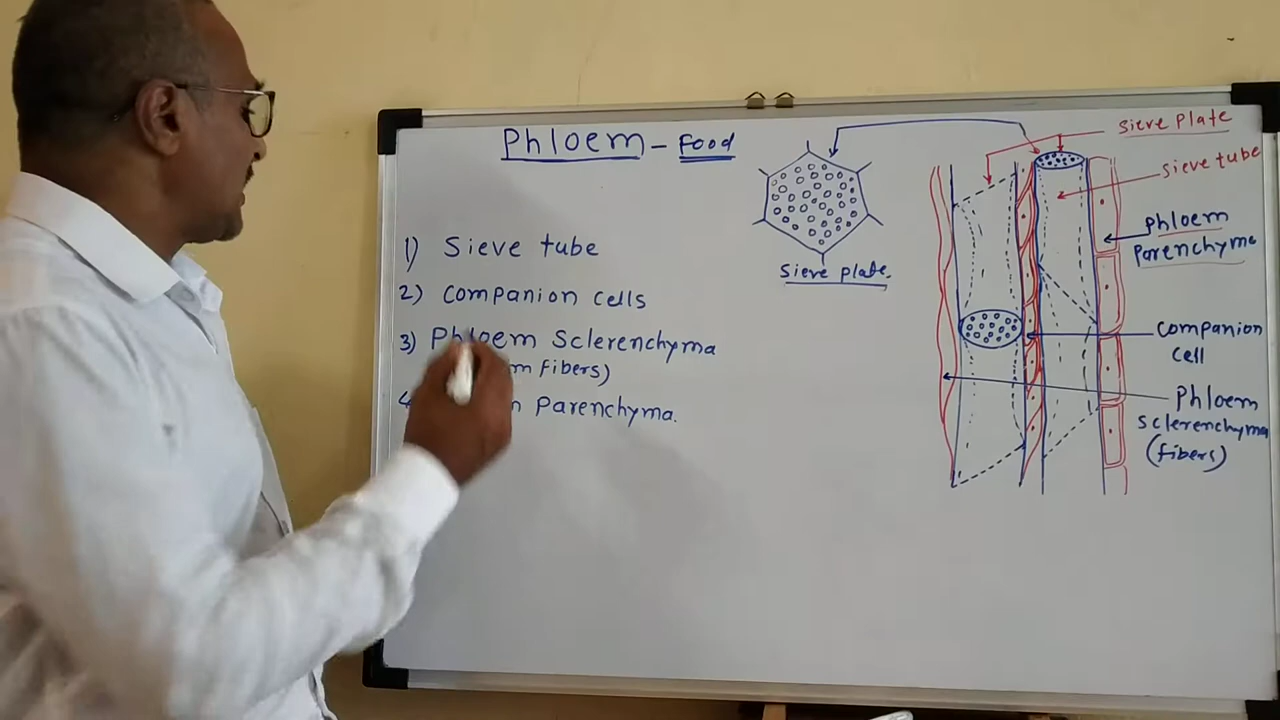 Phloem - Food
1) Sieve tube
2) Companion cells
3) Phloem Sclerenchyma
fibers)
Parenchyma.
Sieve plate.
Sieve Plate
Sieve tube
Phloem
Parenchyma
Companion
Cell
Phloem
Sclerenchyma
(fibers)